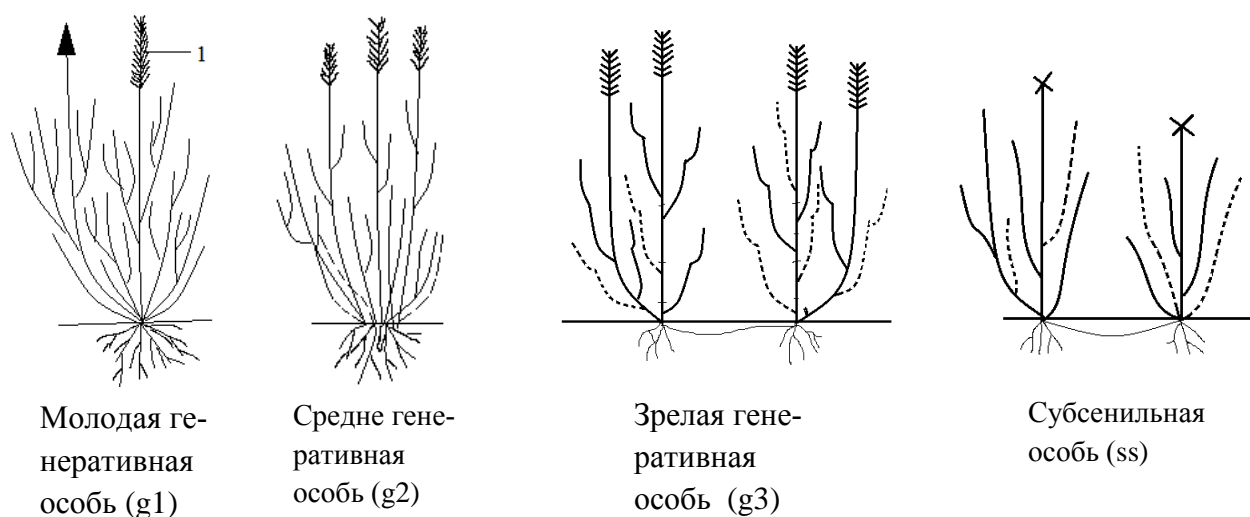 1
Молодая ге-
неративная
особь (g1)
Средне гене-
ративная
особь (g2)
Зрелая гене-
ративная
особь (g3)
Субсенильная
особь (ss)